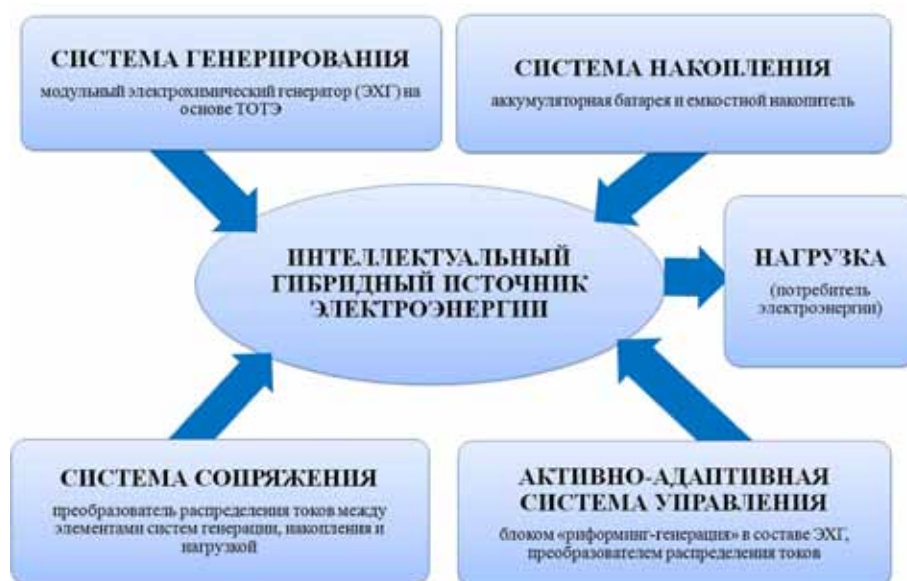 СИСТЕМА ГЕНЕРИРОВАНИЯ
модульный электрохимический генератор (ЭХГ) на
основе ТОТЭ
СИСТЕМА НАКОПЛЕНИЯ
аккумуляторная батарея и емкостной накопитель
ИНТЕЛЛЕКТУАЛЬНЫЙ
ГИБРИДНЫЙ ИСТОЧНИК
ЭЛЕКТРОЭНЕРГИИ
НАГРУЗКА
(потребитель
электроэнергии)
СИСТЕМА СОПРЯЖЕНИЯ
преобразователь распределения токов между
элементами систем генерации, накопления и
нагрузкой
АКТИВНО-АДАПТИВНАЯ
СИСТЕМА УПРАВЛЕНИЯ
блоком «риформинг-генерация» в составе ЭХГ,
преобразователем распределения токов